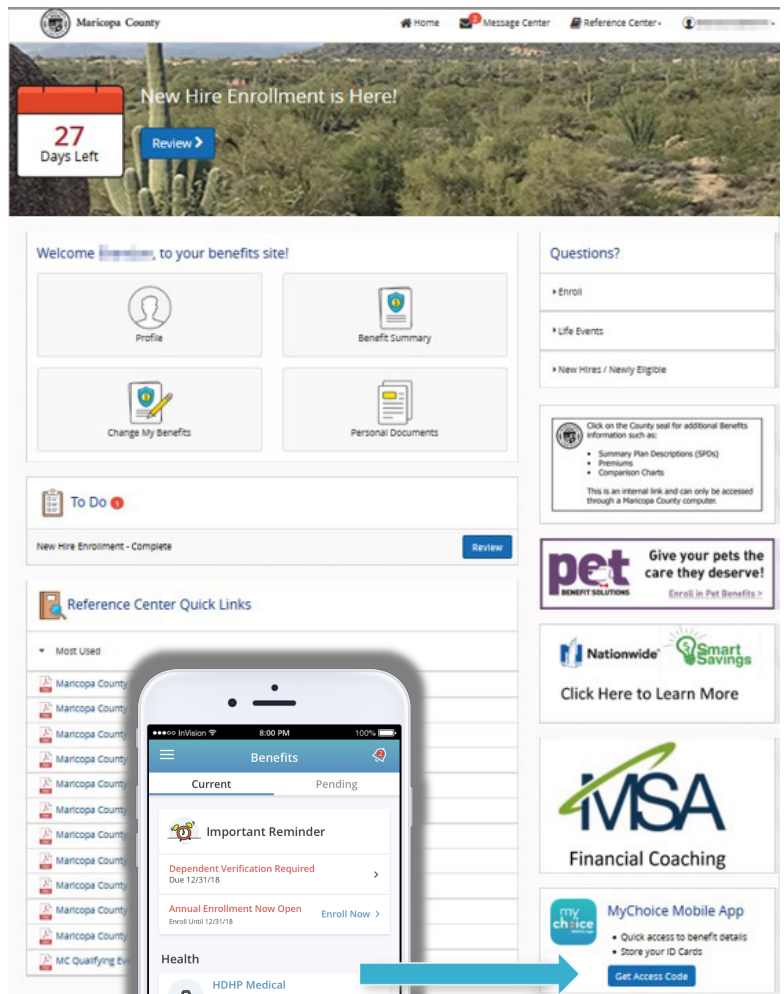 Maricopa County
Home
2
Message Center
Reference Center
New Hire Enrollment is Here!
27
Days Left
Review
Welcome , to your benefits site!
Profile
Benefit Summary
Change My Benefits
Personal Documents
To Do 1
New Hire Enrollment - Complete
Review
Reference Center Quick Links
Most Used
Maricopa County
Maricopa County
Maricopa County
Maricopa County
Maricopa County
Maricopa County
Maricopa County
Maricopa County
Maricopa County
Maricopa County
Maricopa County
MC Qualifying
InVision
8:00 PM
100%
Benefits
2
Current
Pending
Important Reminder
Dependent Verification Required
Due 12/31/18
Annual Enrollment Now Open
Enroll Until 12/31/18
Enroll Now >
Health
HDHP Medical
Questions?
Enroll
Life Events
New Hires / Newly Eligible
Click on the County seal for additional Benefits
information such as:
• Summary Plan Descriptions (SPDs)
• Premiums
• Comparison Charts
This is an internal link and can only be accessed
through a Maricopa County computer.
pet
BENEFIT SOLUTIONS
Give your pets the
care they deserve!
Enroll in Pet Benefits >
Nationwide®
Smart
Savings
Click Here to Learn More
MSA
Financial Coaching
my
choice
Mobile App
MyChoice Mobile App
• Quick access to benefit details
• Store your ID Cards
Get Access Code